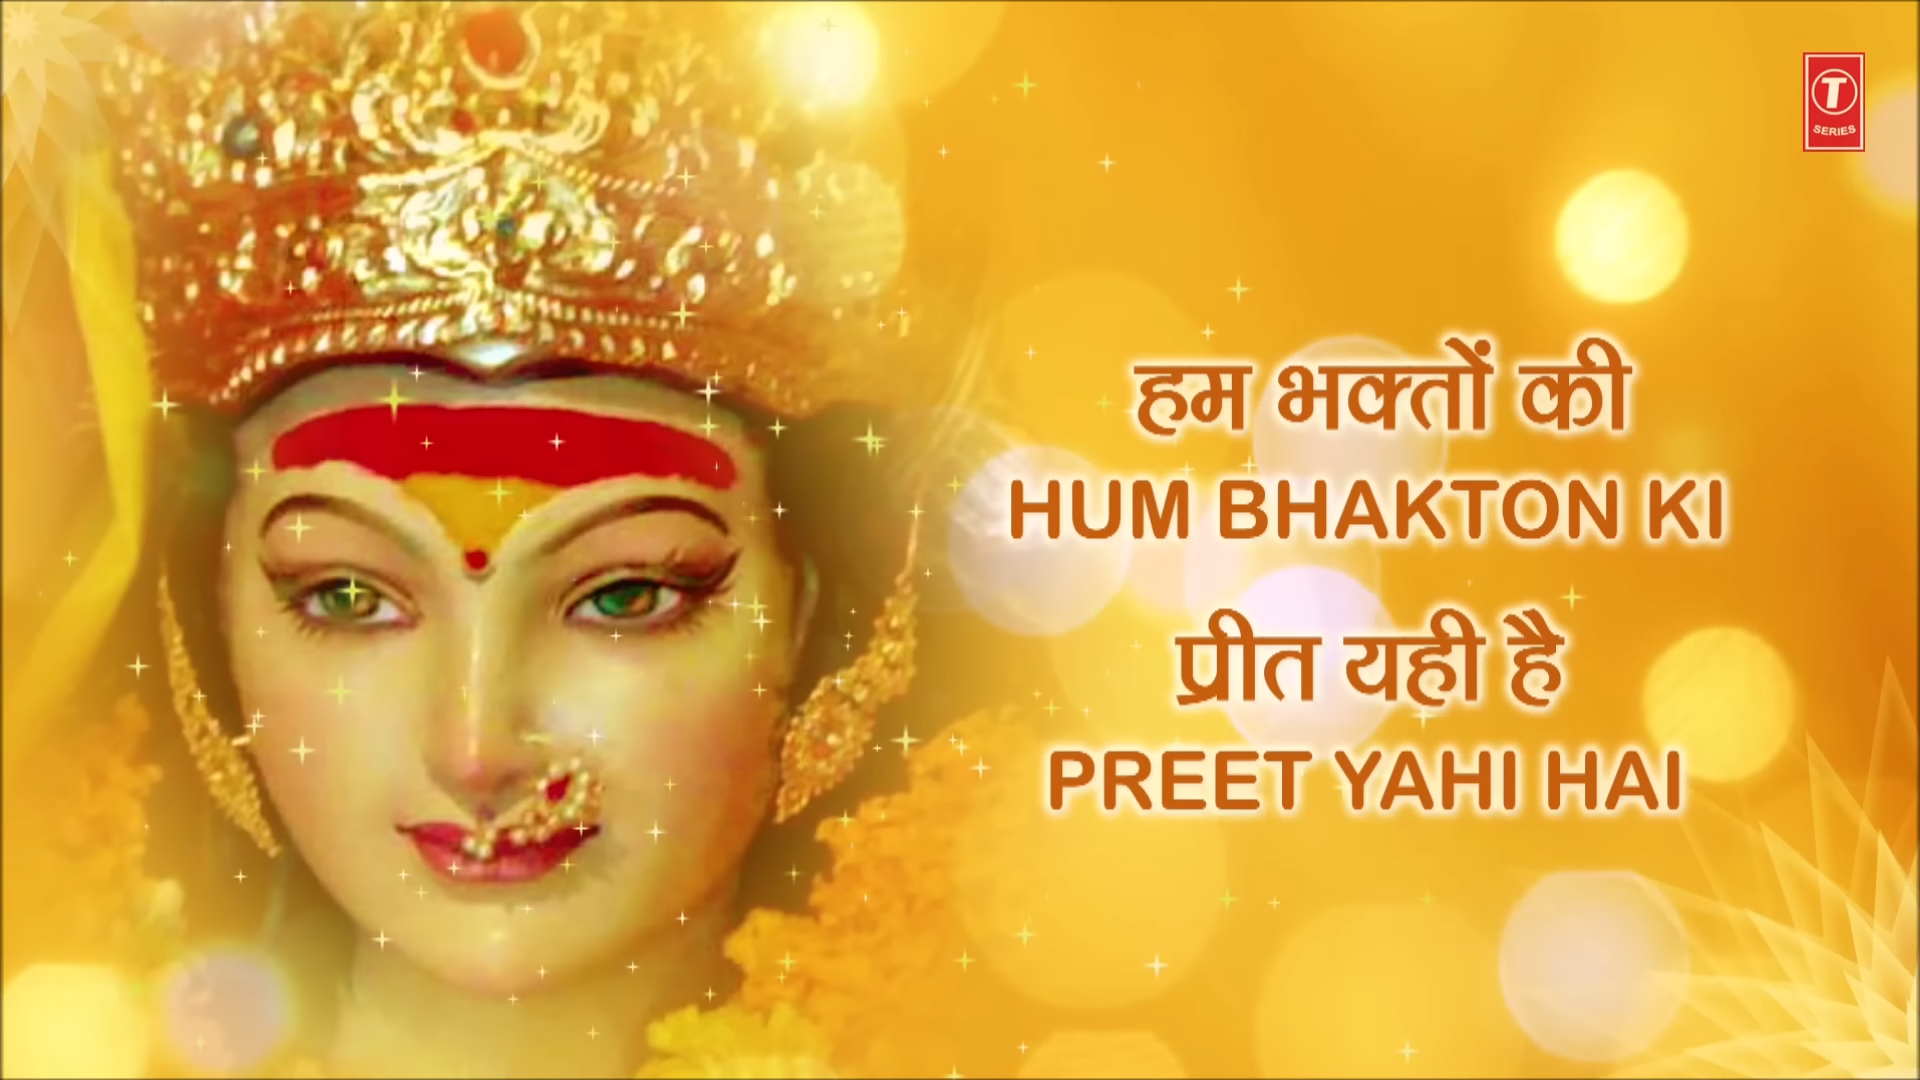 T
SERIES
हम भक्तों की
HUM BHAKTON KI
प्रीत यही है
PREET YAHI HAI